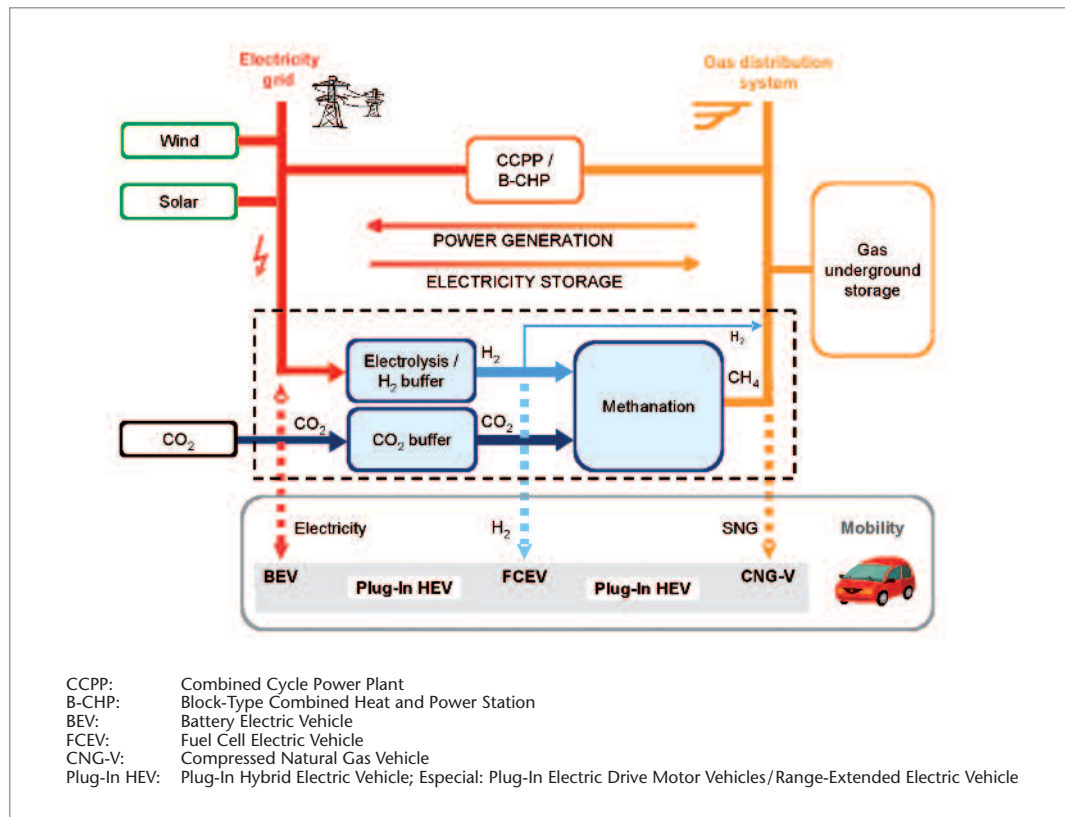 Electricity
grid
Gas distribution
system
Wind
Solar
CCPP /
B-CHP
POWER GENERATION
ELECTRICITY STORAGE
Gas
underground
storage
Electrolysis /
H₂ buffer
H₂
H₂
CH₄
Methanation
CO₂
CO₂
CO₂ buffer
CO₂
Electricity
H₂
SNG
Mobility
BEV
Plug-In HEV
FCEV
Plug-In HEV
CNG-V
CCPP: Combined Cycle Power Plant
B-CHP: Block-Type Combined Heat and Power Station
BEV: Battery Electric Vehicle
FCEV: Fuel Cell Electric Vehicle
CNG-V: Compressed Natural Gas Vehicle
Plug-In HEV: Plug-In Hybrid Electric Vehicle; Especial: Plug-In Electric Drive Motor Vehicles/Range-Extended Electric Vehicle